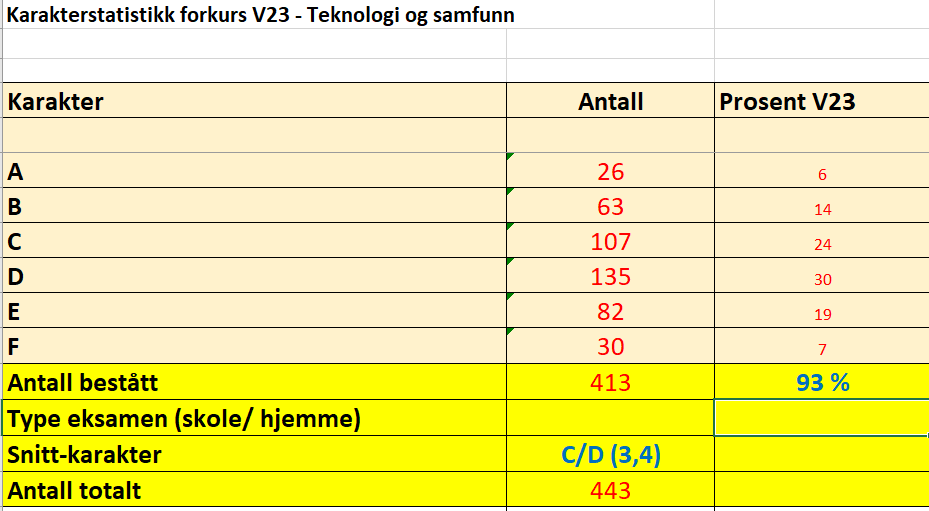 Karakterstatistikk forkurs V23 - Teknologi og samfunn
Karakter Antall Prosent V23
A 26 6
B 63 14
C 107 24
D 135 30
E 82 19
F 30 7
Antall bestått 413 93 %
Type eksamen (skole/ hjemme)
Snitt-karakter C/D (3,4)
Antall totalt 443